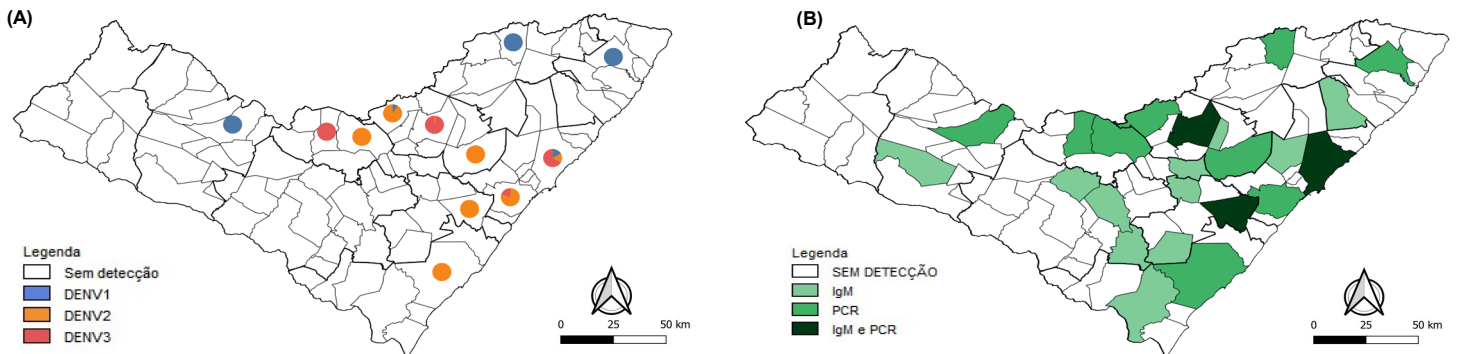 (A)
Legenda
Sem detecção
DENV1
DENV2
DENV3
0 25 50 km
(B)
Legenda
SEM DETECÇÃO
IgM
PCR
IgM e PCR
0 25 50 km